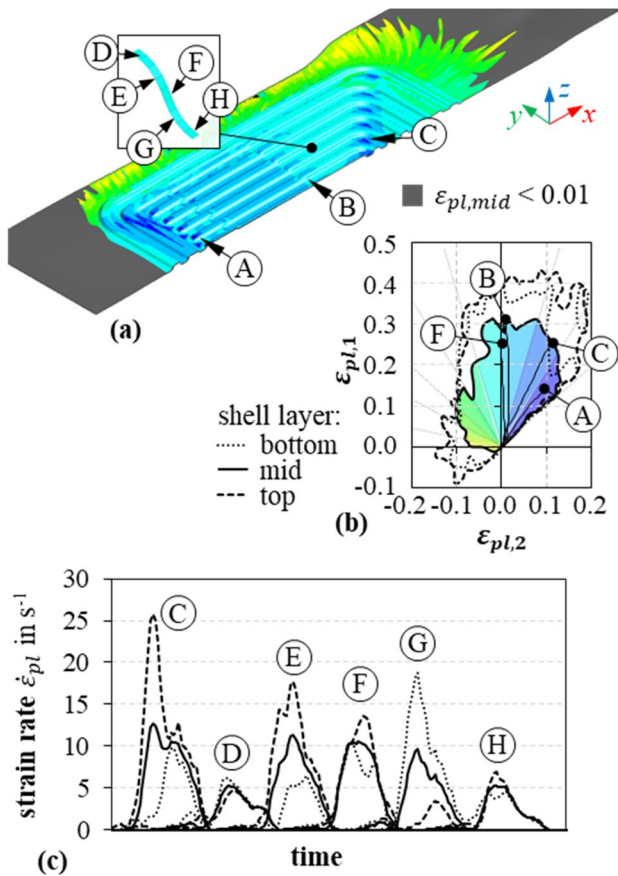 D
F
E
H
G
C
B
A
z
y
x
ε_pl,mid < 0.01
(a)
0.5
0.4
0.3
0.2
0.1
0.0
-0.1
ε_pl,1
B
F
C
A
shell layer:
bottom
mid
top
-0.2 -0.1 0.0 0.1 0.2
(b)
ε_pl,2
30
25
20
15
10
5
0
strain rate ε̇_pl in s⁻¹
C
D
E
F
G
H
(c)
time